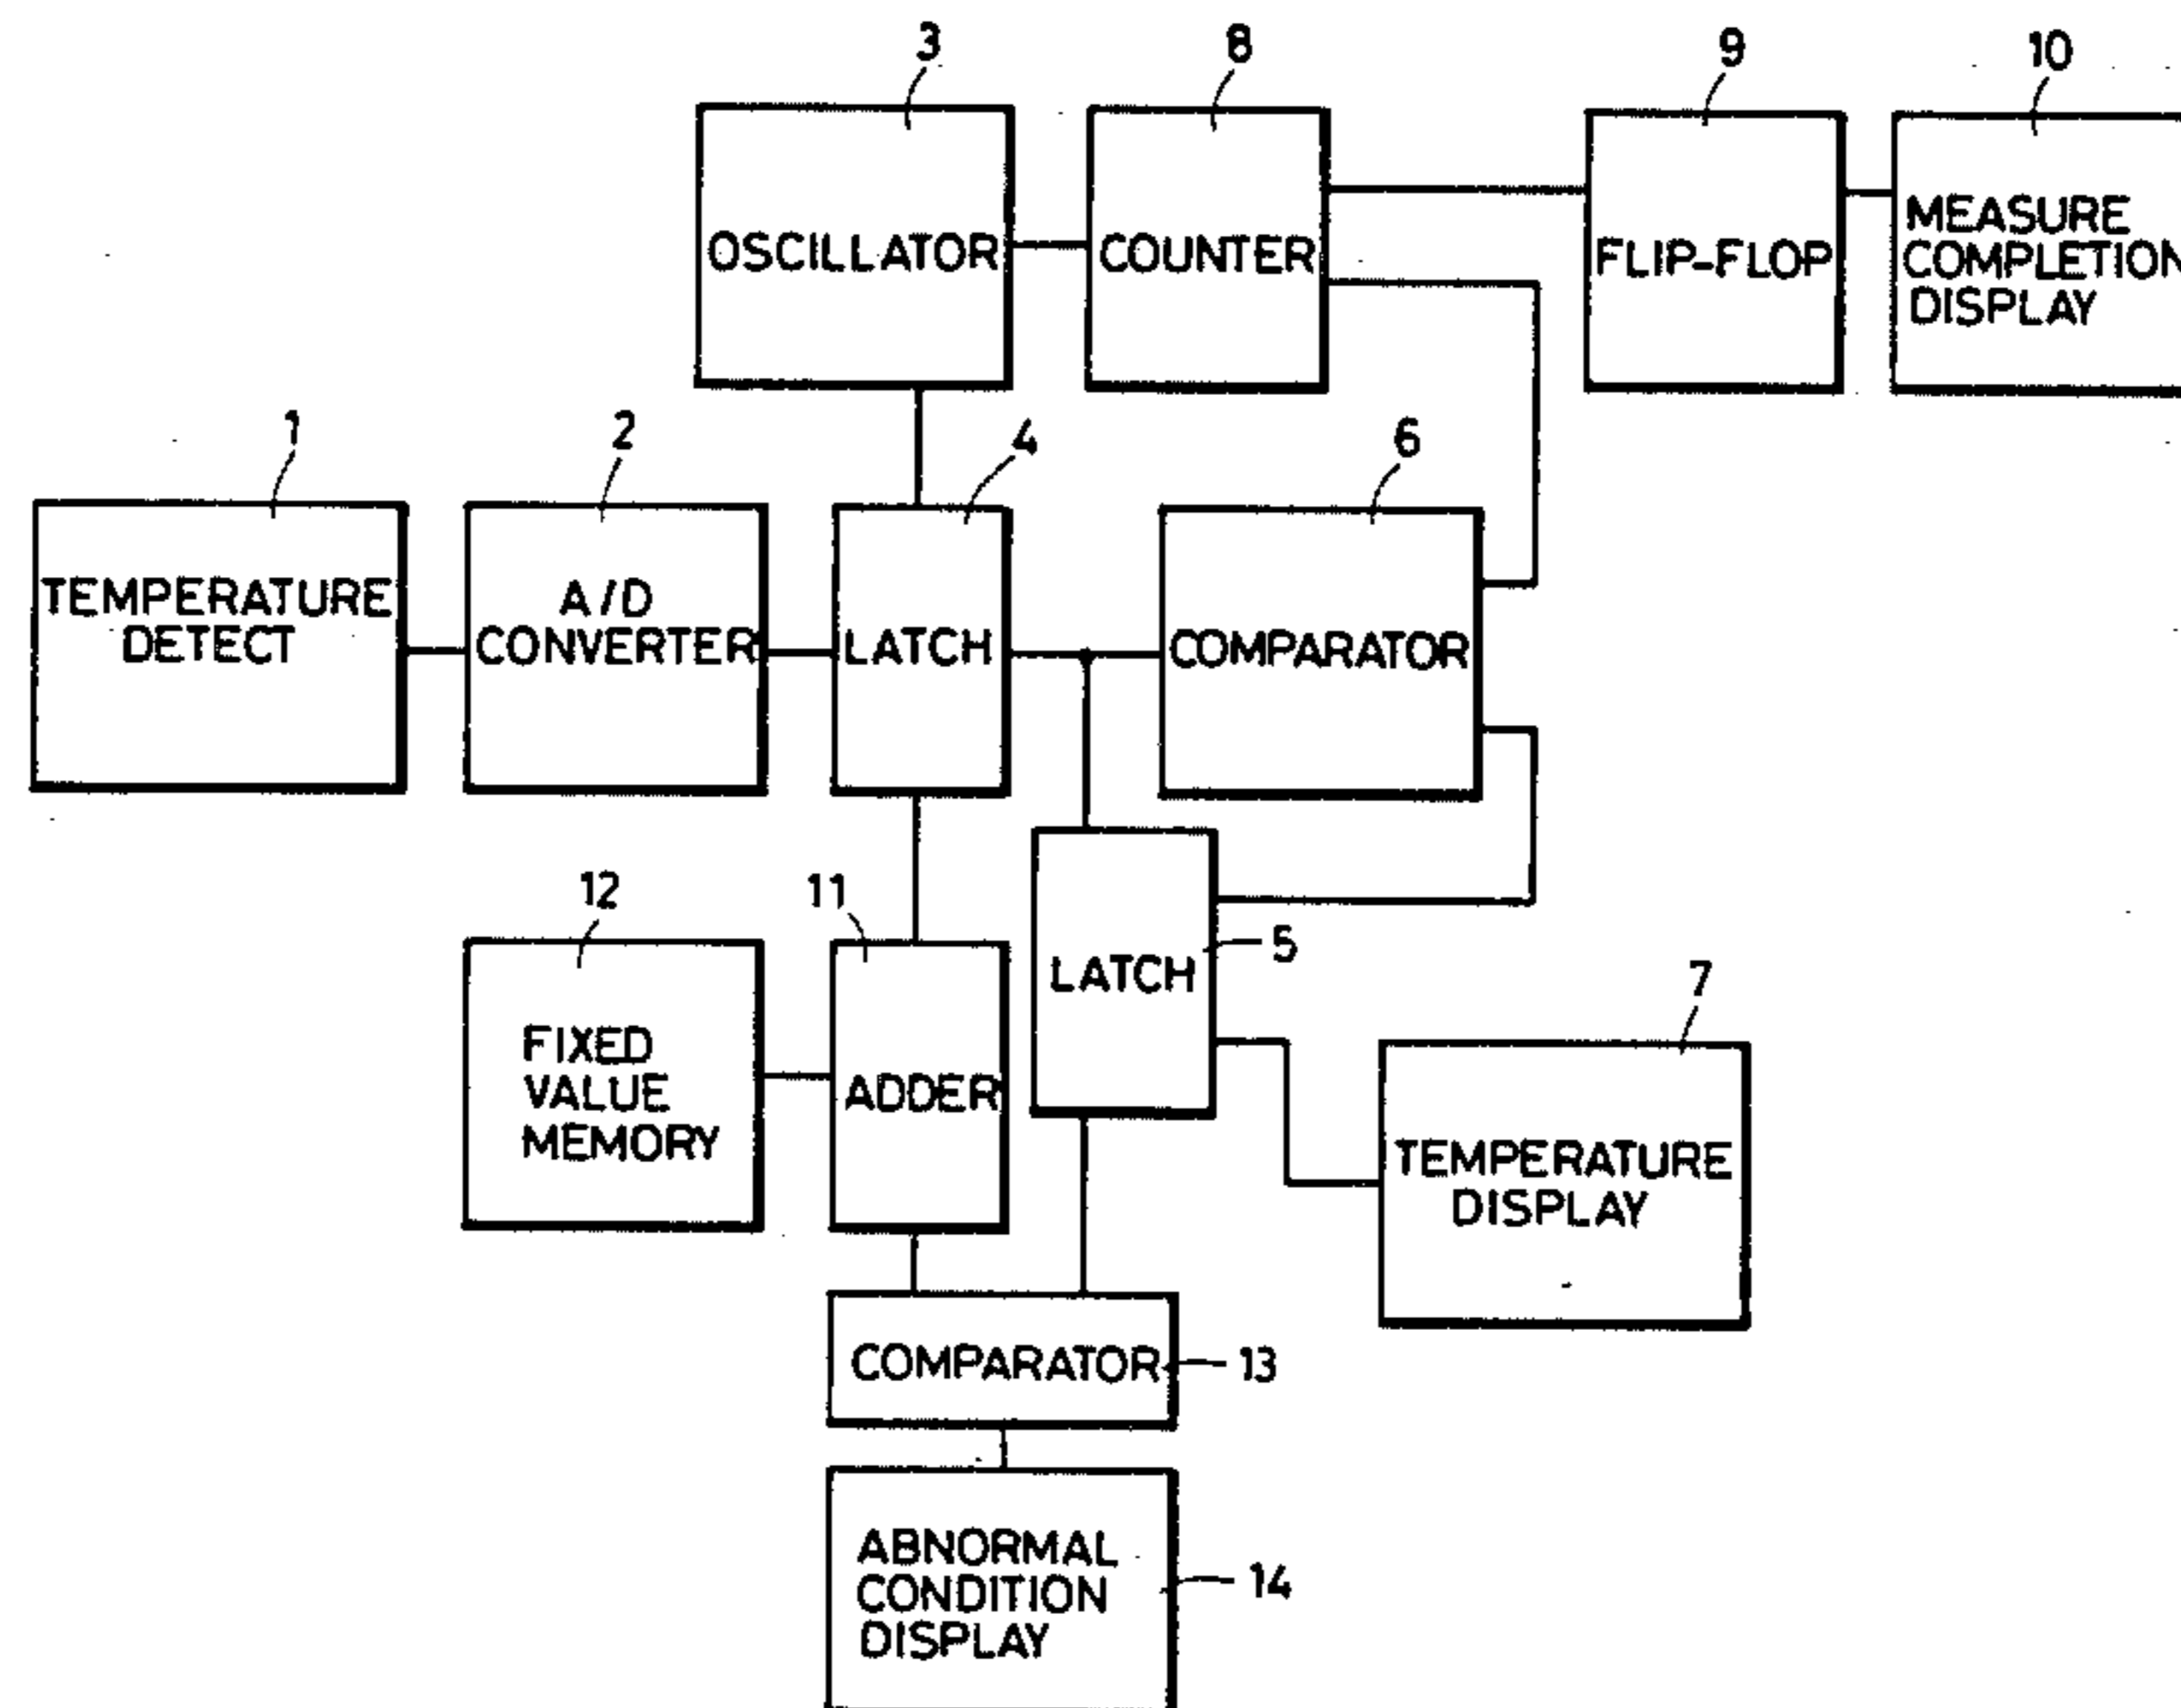 3
8
9
10
OSCILLATOR
COUNTER
FLIP-FLOP
MEASURE
COMPLETION
DISPLAY
1
2
4
6
TEMPERATURE
DETECT
A/D
CONVERTER
LATCH
COMPARATOR
12
11
5
7
FIXED
VALUE
MEMORY
ADDER
LATCH
TEMPERATURE
DISPLAY
COMPARATOR
13
ABNORMAL
CONDITION
DISPLAY
14